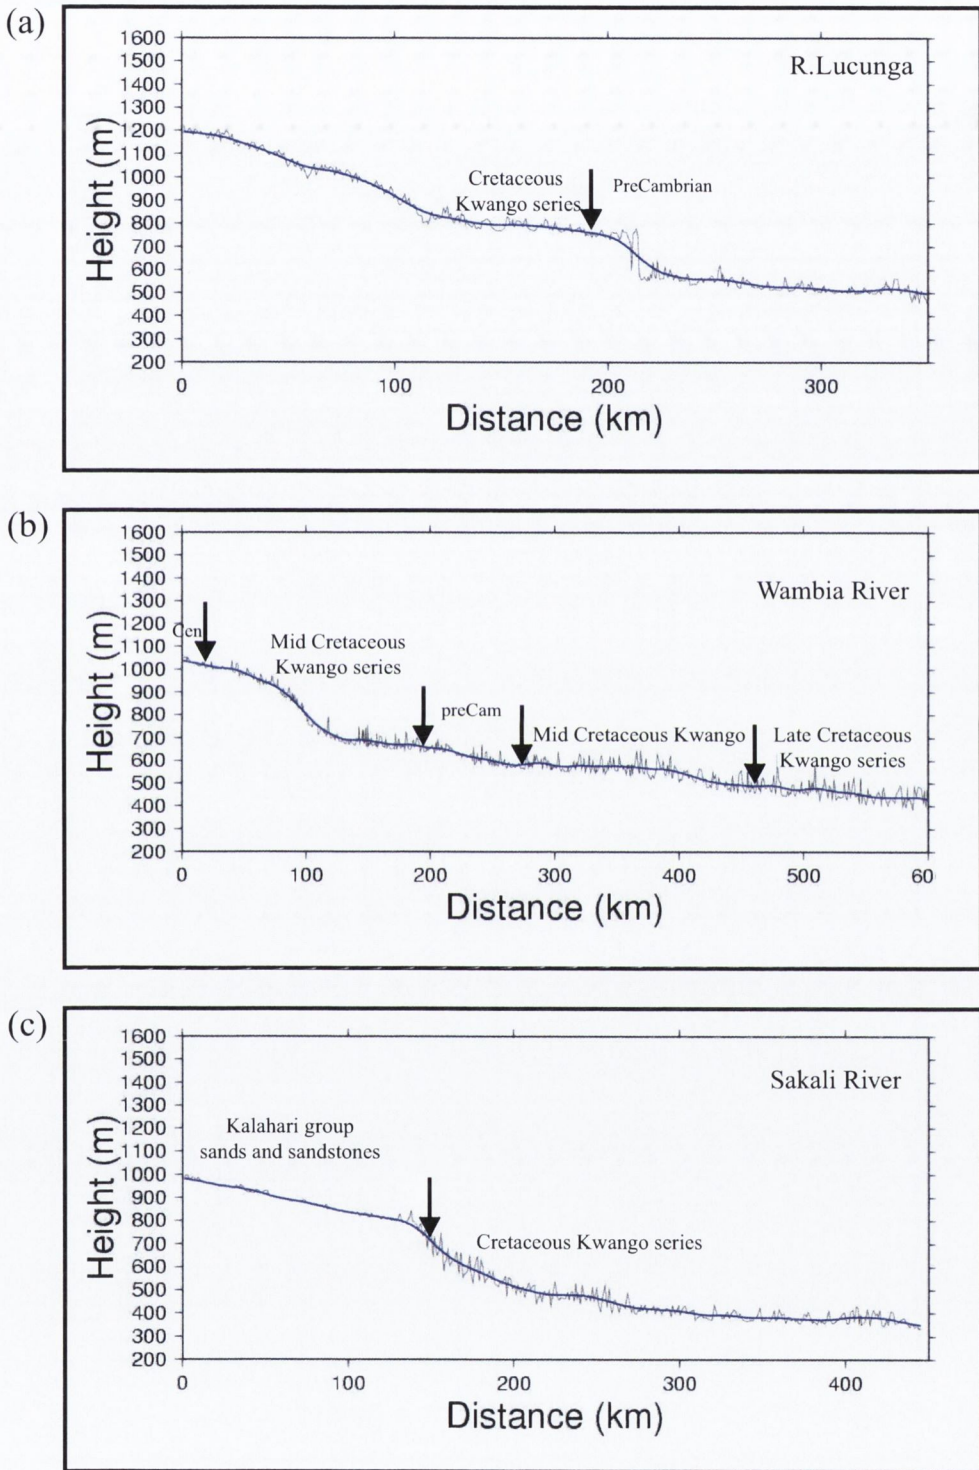 (a)
R.Lucunga
1600
1500
1400
1300
1200
1100
1000
900
800
700
600
500
400
300
200
Height (m)
Cretaceous
Kwango series
PreCambrian
0 100 200 300
Distance (km)
(b)
Wambia River
1600
1500
1400
1300
1200
1100
1000
900
800
700
600
500
400
300
200
Height (m)
Cen
Mid Cretaceous
Kwango series
preCam
Mid Cretaceous Kwango
Late Cretaceous
Kwango series
0 100 200 300 400 500 60
Distance (km)
(c)
Sakali River
1600
1500
1400
1300
1200
1100
1000
900
800
700
600
500
400
300
200
Height (m)
Kalahari group
sands and sandstones
Cretaceous Kwango series
0 100 200 300 400
Distance (km)